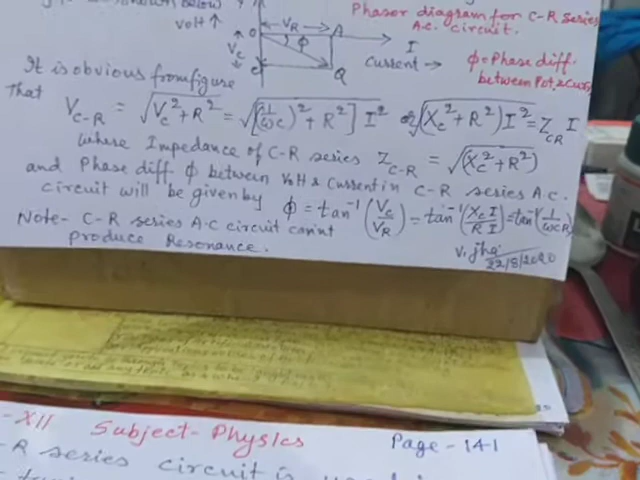 below
volt ↑
V_R
O
A
Phasor diagram for C-R series
A.C. circuit.
V_C
ϕ
I
C
Q
Current →
ϕ = Phase diff.
between Pot. &
It is obvious from figure
That V_C-R = √V_C² + R² = √[(1/ωC)² + R²] I² or √(X_C² + R²) I² = Z_CR I
where Impedance of C-R series Z_C-R = √(X_C² + R²)
and Phase diff. ϕ between Volt & Current in C-R series A.C.
circuit will be given by ϕ = tan⁻¹ (V_C/V_R) = tan⁻¹ (X_C I/R I) = tan⁻¹ (1/ωCR)
Note- C-R series A.C circuit can't
produce Resonance.
V. Jha
22/8/2020
-XII Subject- Physics Page - 141
-R series circuit is